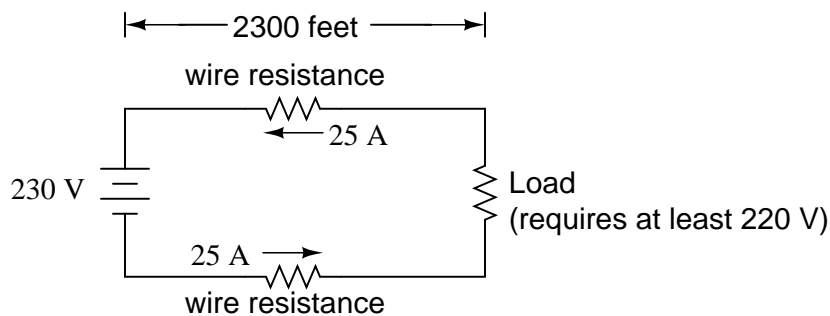 2300 feet
wire resistance
25 A
230 V
Load
(requires at least 220 V)
25 A
wire resistance